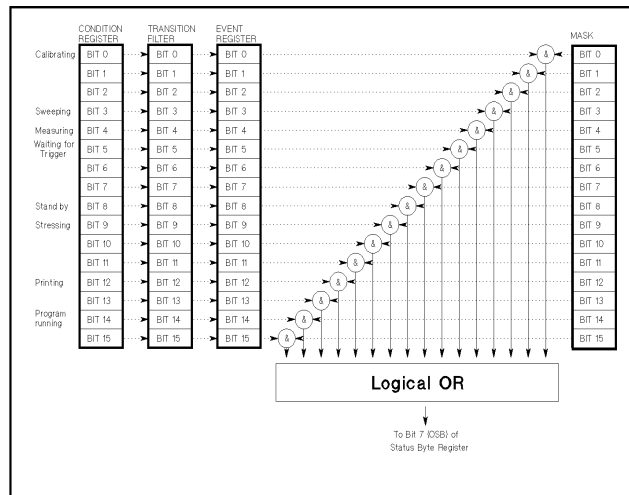 CONDITION REGISTER TRANSITION FILTER EVENT REGISTER MASK
Calibrating BIT 0 BIT 0 BIT 0 & BIT 0
BIT 1 BIT 1 BIT 1 & BIT 1
BIT 2 BIT 2 BIT 2 & BIT 2
Sweeping BIT 3 BIT 3 BIT 3 & BIT 3
Measuring BIT 4 BIT 4 BIT 4 & BIT 4
Waiting for Trigger BIT 5 BIT 5 BIT 5 & BIT 5
BIT 6 BIT 6 BIT 6 & BIT 6
BIT 7 BIT 7 BIT 7 & BIT 7
Stand by BIT 8 BIT 8 BIT 8 & BIT 8
Stressing BIT 9 BIT 9 BIT 9 & BIT 9
BIT 10 BIT 10 BIT 10 & BIT 10
BIT 11 BIT 11 BIT 11 & BIT 11
Printing BIT 12 BIT 12 BIT 12 & BIT 12
BIT 13 BIT 13 BIT 13 & BIT 13
Program running BIT 14 BIT 14 BIT 14 & BIT 14
BIT 15 BIT 15 BIT 15 & BIT 15
Logical OR
To Bit 7 (OSB) of
Status Byte Register